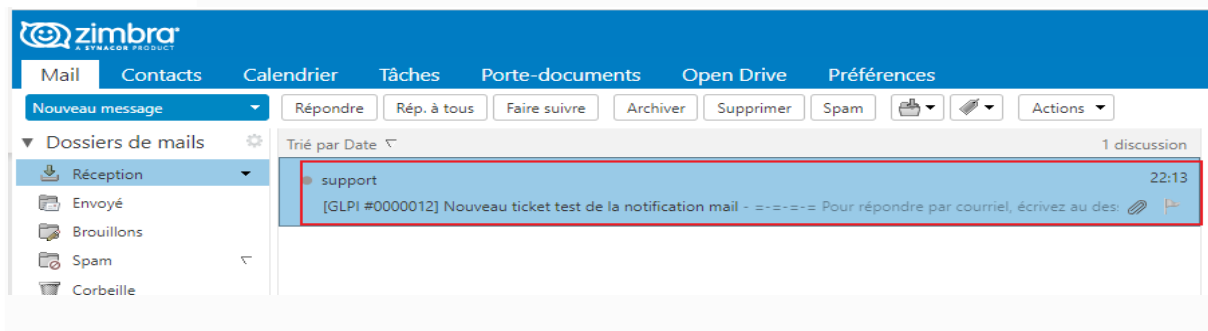 zimbra
A SYNACOR PRODUCT
Mail Contacts Calendrier Tâches Porte-documents Open Drive Préférences
Nouveau message Répondre Rép. à tous Faire suivre Archiver Supprimer Spam Actions
Dossiers de mails Trié par Date 1 discussion
Réception support 22:13
Envoyé [GLPI #0000012] Nouveau ticket test de la notification mail - =-=-=-= Pour répondre par courriel, écrivez au des
Brouillons
Spam
Corbeille